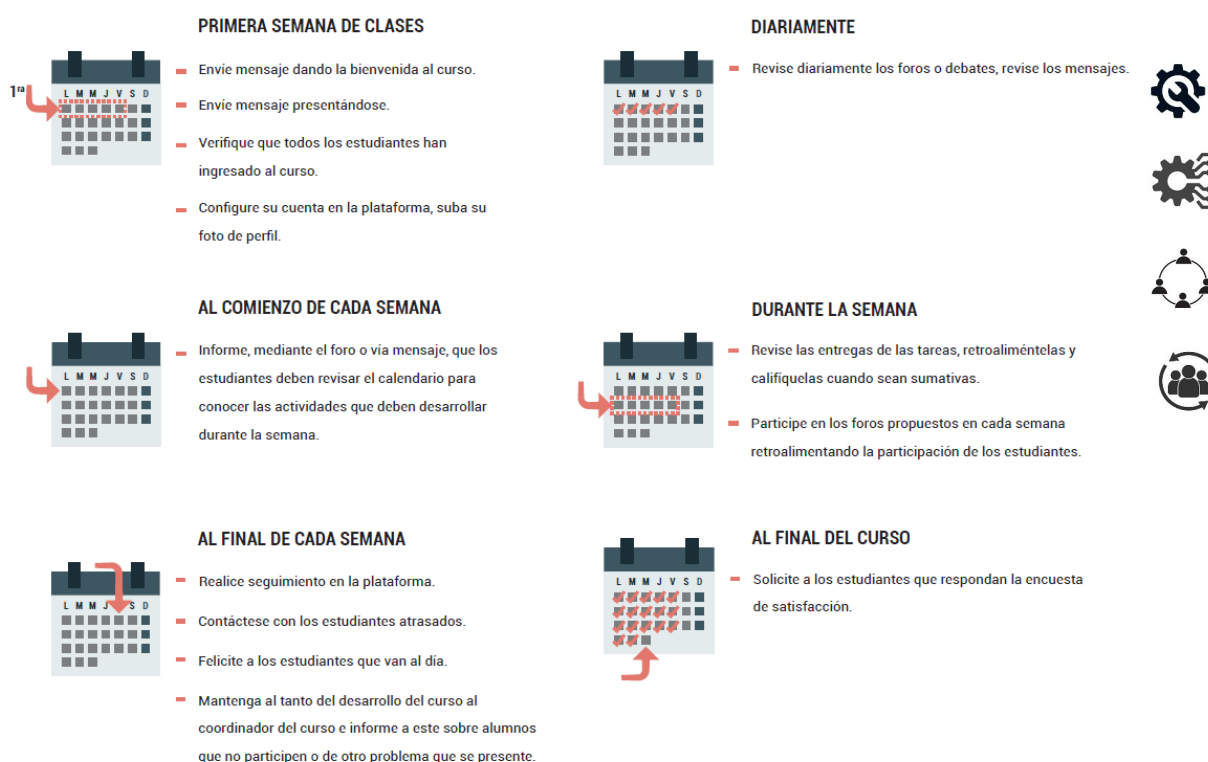 PRIMERA SEMANA DE CLASES
1ra
L M M J V S D
Envíe mensaje dando la bienvenida al curso.
Envíe mensaje presentándose.
Verifique que todos los estudiantes han
ingresado al curso.
Configure su cuenta en la plataforma, suba su
foto de perfil.
DIARIAMENTE
L M M J V S D
Revise diariamente los foros o debates, revise los mensajes.
AL COMIENZO DE CADA SEMANA
L M M J V S D
Informe, mediante el foro o vía mensaje, que los
estudiantes deben revisar el calendario para
conocer las actividades que deben desarrollar
durante la semana.
DURANTE LA SEMANA
L M M J V S D
Revise las entregas de las tareas, retroaliméntelas y
califíquelas cuando sean sumativas.
Participe en los foros propuestos en cada semana
retroalimentando la participación de los estudiantes.
AL FINAL DE CADA SEMANA
L M M J S D
Realice seguimiento en la plataforma.
Contáctese con los estudiantes atrasados.
Felicite a los estudiantes que van al día.
Mantenga al tanto del desarrollo del curso al
coordinador del curso e informe a este sobre alumnos
que no participen o de otro problema que se presente.
AL FINAL DEL CURSO
L M M J V S D
Solicite a los estudiantes que respondan la encuesta
de satisfacción.